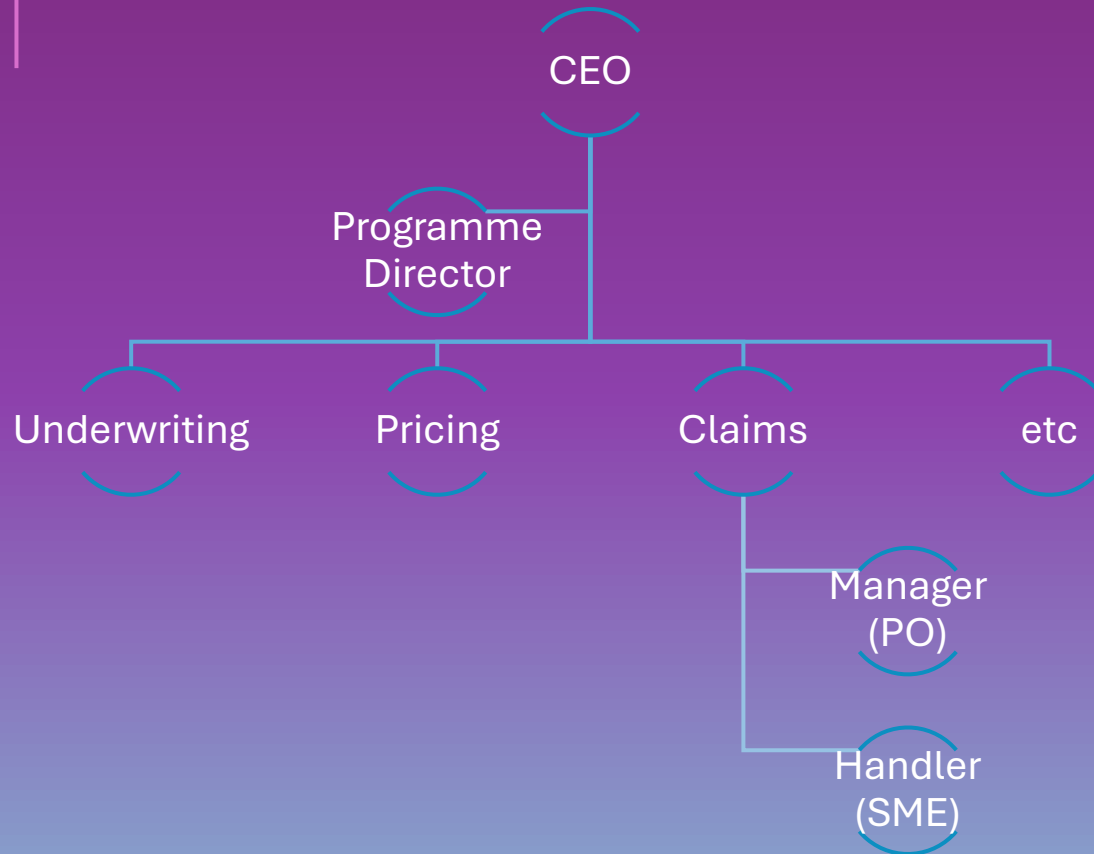 CEO
Programme
Director
Underwriting
Pricing
Claims
etc
Manager
(PO)
Handler
(SME)